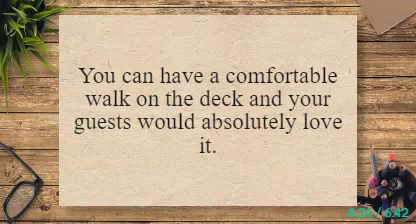 You can have a comfortable
walk on the deck and your
guests would absolutely love
it.